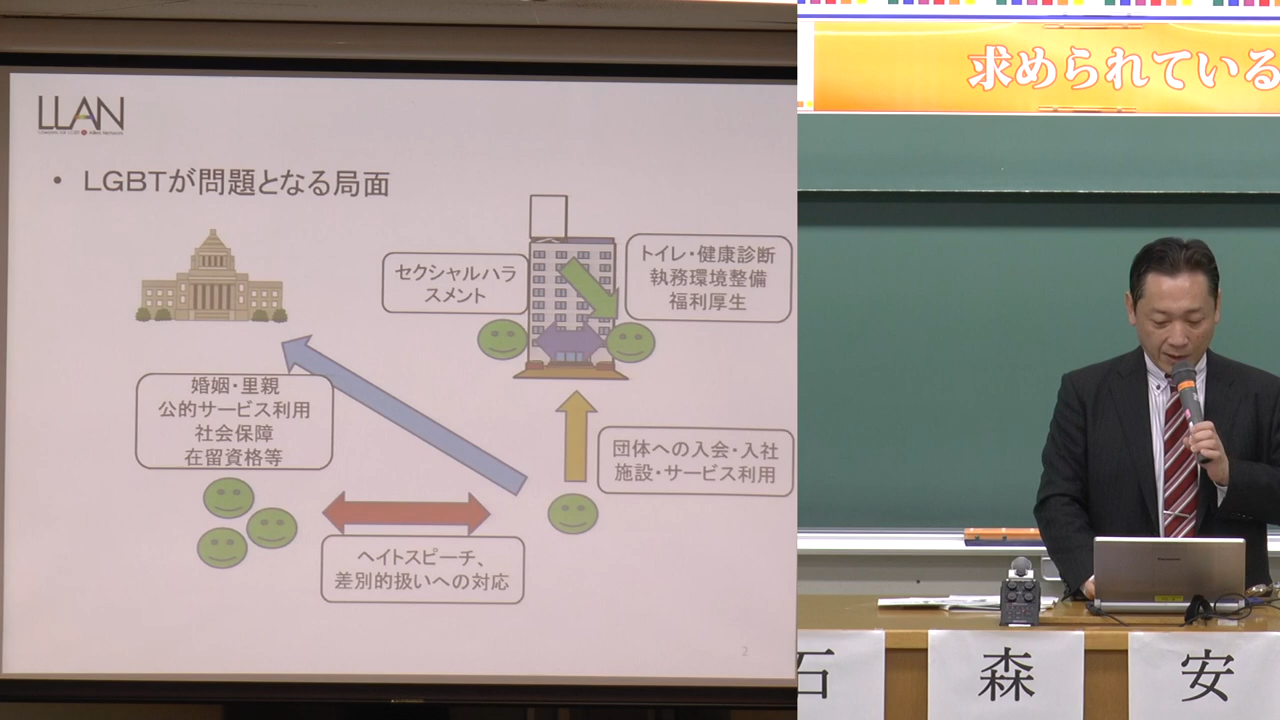 LLAN
Lawyers for LGBT & Allies Network
• LGBTが問題となる局面
セクシャルハラ
スメント
トイレ・健康診断
執務環境整備
福利厚生
婚姻・里親
公的サービス利用
社会保障
在留資格等
団体への入会・入社
施設・サービス利用
ヘイトスピーチ、
差別的扱いへの対応
2
求められている
石
森
安